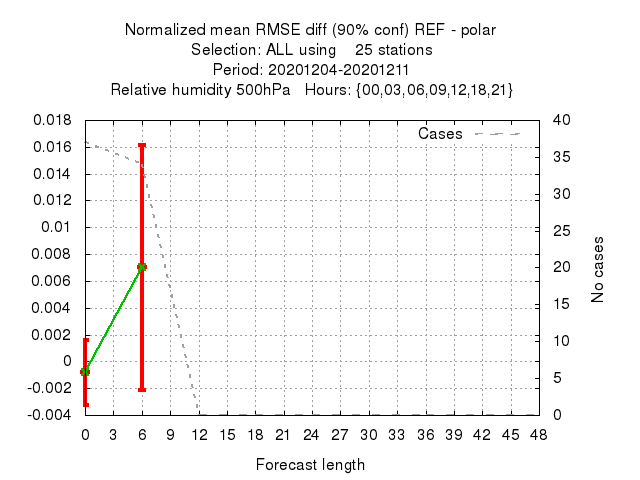 Normalized mean RMSE diff (90% conf) REF - polar
Selection: ALL using    25 stations
Period: 20201204-20201211
Relative humidity 500hPa   Hours: {00,03,06,09,12,18,21}
Cases
0.018
0.016
0.014
0.012
0.01
0.008
0.006
0.004
0.002
0
-0.002
-0.004
40
35
30
25
20
15
10
5
0
No cases
0 3 6 9 12 15 18 21 24 27 30 33 36 39 42 45 48
Forecast length